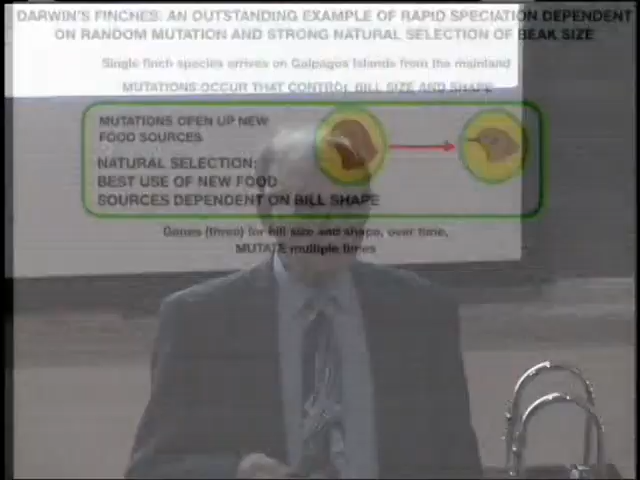 DARWIN'S FINCHES: AN OUTSTANDING EXAMPLE OF RAPID SPECIATION DEPENDENT
ON RANDOM MUTATION AND STRONG NATURAL SELECTION OF BEAK SIZE
Single finch species arrives on Galpagos Islands from the mainland
MUTATIONS OCCUR THAT CONTROL BILL SIZE AND SHAPE
MUTATIONS OPEN UP NEW
FOOD SOURCES
NATURAL SELECTION:
BEST USE OF NEW FOOD
SOURCES DEPENDENT ON BILL SHAPE
Genes (three) for bill size and shape, over time,
MUTATE multiple times